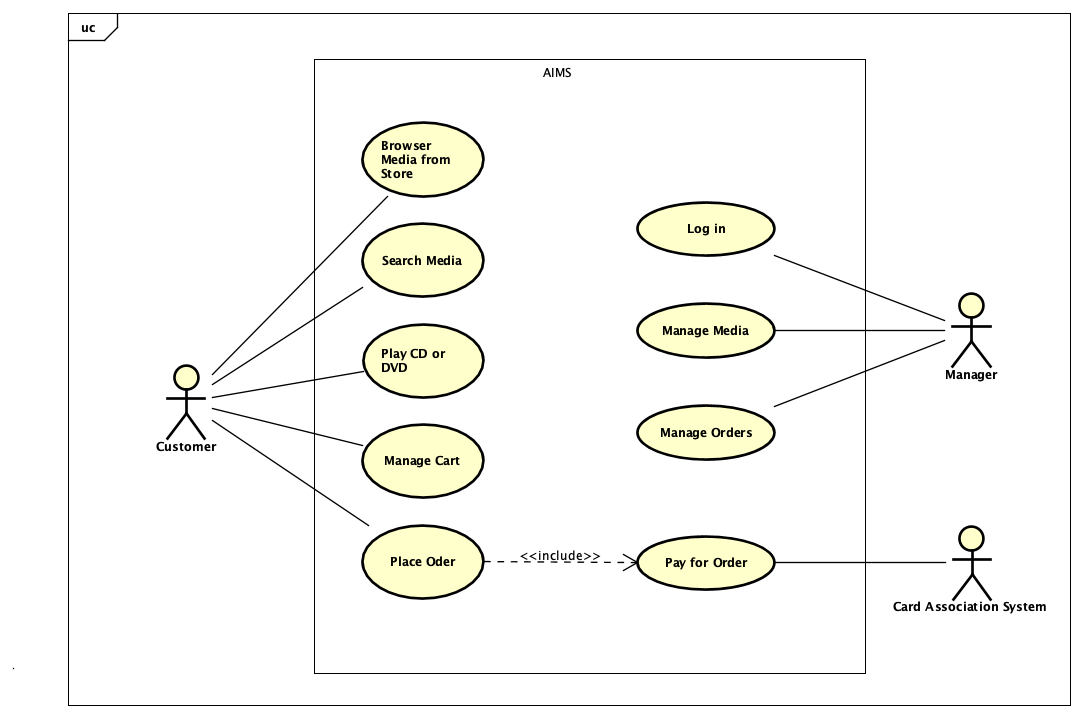 uc
AIMS
Browser
Media from
Store
Search Media
Play CD or
DVD
Manage Cart
Place Oder
<<include>>
Log in
Manage Media
Manage Orders
Pay for Order
Customer
Manager
Card Association System